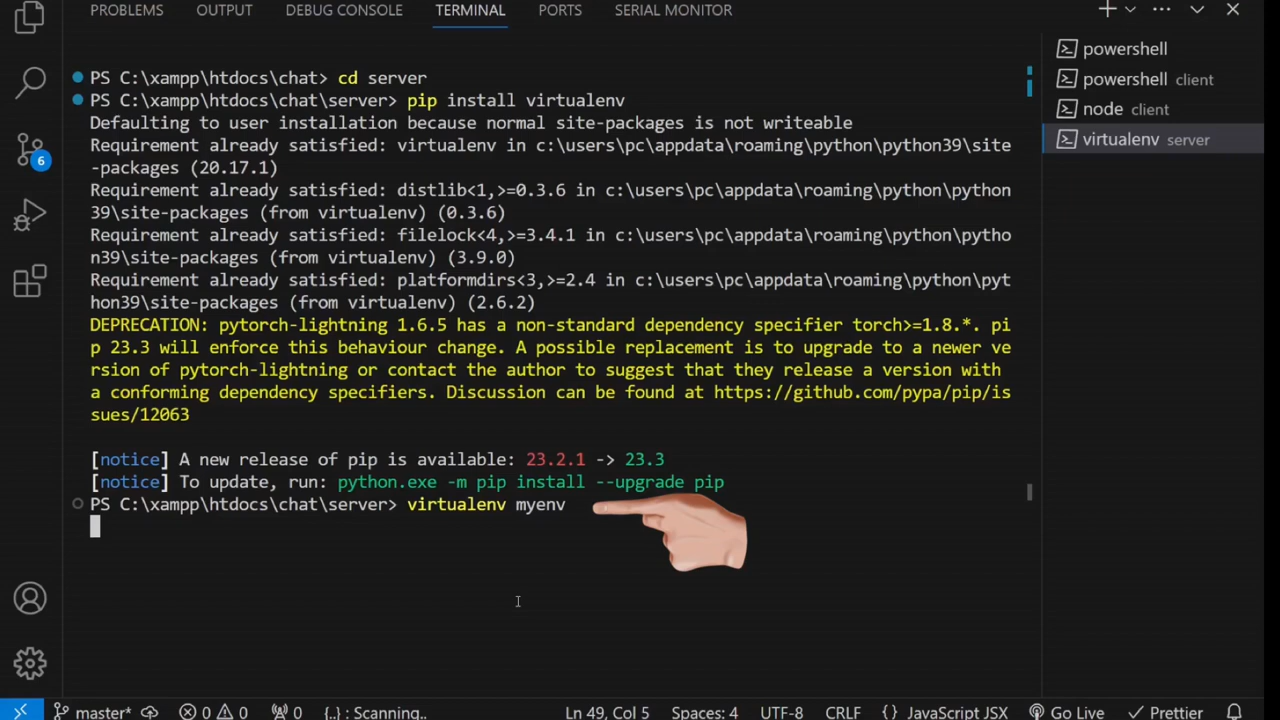 PROBLEMS OUTPUT DEBUG CONSOLE TERMINAL PORTS SERIAL MONITOR
powershell
powershell client
node client
virtualenv server
PS C:\xampp\htdocs\chat> cd server
PS C:\xampp\htdocs\chat\server> pip install virtualenv
Defaulting to user installation because normal site-packages is not writeable
Requirement already satisfied: virtualenv in c:\users\pc\appdata\roaming\python\python39\site
-packages (20.17.1)
Requirement already satisfied: distlib<1,>=0.3.6 in c:\users\pc\appdata\roaming\python\python
39\site-packages (from virtualenv) (0.3.6)
Requirement already satisfied: filelock<4,>=3.4.1 in c:\users\pc\appdata\roaming\python\pytho
n39\site-packages (from virtualenv) (3.9.0)
Requirement already satisfied: platformdirs<3,>=2.4 in c:\users\pc\appdata\roaming\python\pyt
hon39\site-packages (from virtualenv) (2.6.2)
DEPRECATION: pytorch-lightning 1.6.5 has a non-standard dependency specifier torch>=1.8.*. pi
p 23.3 will enforce this behaviour change. A possible replacement is to upgrade to a newer ve
rsion of pytorch-lightning or contact the author to suggest that they release a version with
a conforming dependency specifiers. Discussion can be found at https://github.com/pypa/pip/is
sues/12063
[notice] A new release of pip is available: 23.2.1 -> 23.3
[notice] To update, run: python.exe -m pip install --upgrade pip
PS C:\xampp\htdocs\chat\server> virtualenv myenv
6
master* 0 0 0 {..} : Scanning.. Ln 49, Col 5 Spaces: 4 UTF-8 CRLF {} JavaScript JSX Go Live Prettier